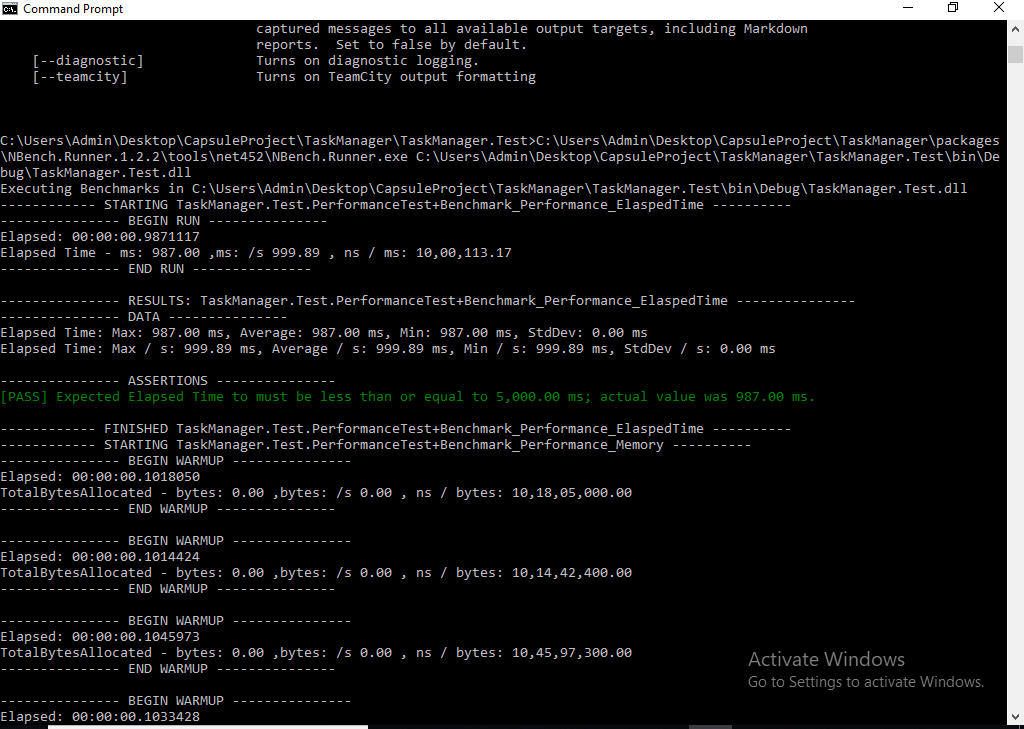 Command Prompt
captured messages to all available output targets, including Markdown
reports.  Set to false by default.
[--diagnostic]              Turns on diagnostic logging.
[--teamcity]                Turns on TeamCity output formatting
C:\Users\Admin\Desktop\CapsuleProject\TaskManager\TaskManager.Test>C:\Users\Admin\Desktop\CapsuleProject\TaskManager\packages
\NBench.Runner.1.2.2\tools\net452\NBench.Runner.exe C:\Users\Admin\Desktop\CapsuleProject\TaskManager\TaskManager.Test\bin\De
bug\TaskManager.Test.dll
Executing Benchmarks in C:\Users\Admin\Desktop\CapsuleProject\TaskManager\TaskManager.Test\bin\Debug\TaskManager.Test.dll
------------ STARTING TaskManager.Test.PerformanceTest+Benchmark_Performance_ElaspedTime ----------
--------------- BEGIN RUN ---------------
Elapsed: 00:00:00.9871117
Elapsed Time - ms: 987.00 ,ms: /s 999.89 , ns / ms: 10,00,113.17
--------------- END RUN ---------------
--------------- RESULTS: TaskManager.Test.PerformanceTest+Benchmark_Performance_ElaspedTime ---------------
--------------- DATA ---------------
Elapsed Time: Max: 987.00 ms, Average: 987.00 ms, Min: 987.00 ms, StdDev: 0.00 ms
Elapsed Time: Max / s: 999.89 ms, Average / s: 999.89 ms, Min / s: 999.89 ms, StdDev / s: 0.00 ms
--------------- ASSERTIONS ---------------
[PASS] Expected Elapsed Time to must be less than or equal to 5,000.00 ms; actual value was 987.00 ms.
------------ FINISHED TaskManager.Test.PerformanceTest+Benchmark_Performance_ElaspedTime ----------
------------ STARTING TaskManager.Test.PerformanceTest+Benchmark_Performance_Memory ----------
--------------- BEGIN WARMUP ---------------
Elapsed: 00:00:00.1018050
TotalBytesAllocated - bytes: 0.00 ,bytes: /s 0.00 , ns / bytes: 10,18,05,000.00
--------------- END WARMUP ---------------
--------------- BEGIN WARMUP ---------------
Elapsed: 00:00:00.1014424
TotalBytesAllocated - bytes: 0.00 ,bytes: /s 0.00 , ns / bytes: 10,14,42,400.00
--------------- END WARMUP ---------------
--------------- BEGIN WARMUP ---------------
Elapsed: 00:00:00.1045973
TotalBytesAllocated - bytes: 0.00 ,bytes: /s 0.00 , ns / bytes: 10,45,97,300.00
--------------- END WARMUP ---------------
--------------- BEGIN WARMUP ---------------
Elapsed: 00:00:00.1033428
Activate Windows
Go to Settings to activate Windows.